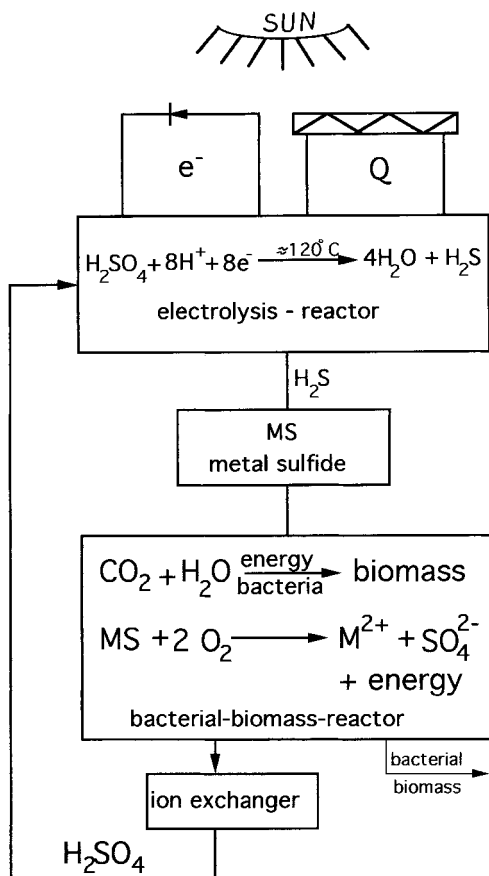 SUN
e⁻
Q
H₂SO₄+8H⁺+8e⁻ ≈120°C 4H₂O + H₂S
electrolysis - reactor
H₂S
MS
metal sulfide
CO₂ + H₂O energy bacteria biomass
MS + 2 O₂ M²⁺ + SO₄²⁻
+ energy
bacterial-biomass-reactor
bacterial
biomass
ion exchanger
H₂SO₄